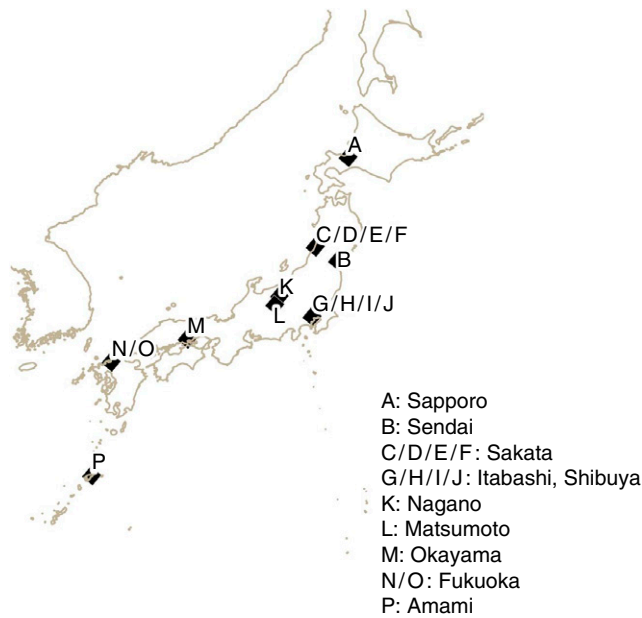 A
C/D/E/F
B
K
G/H/I/J
L
M
N/O
P
A: Sapporo
B: Sendai
C/D/E/F: Sakata
G/H/I/J: Itabashi, Shibuya
K: Nagano
L: Matsumoto
M: Okayama
N/O: Fukuoka
P: Amami